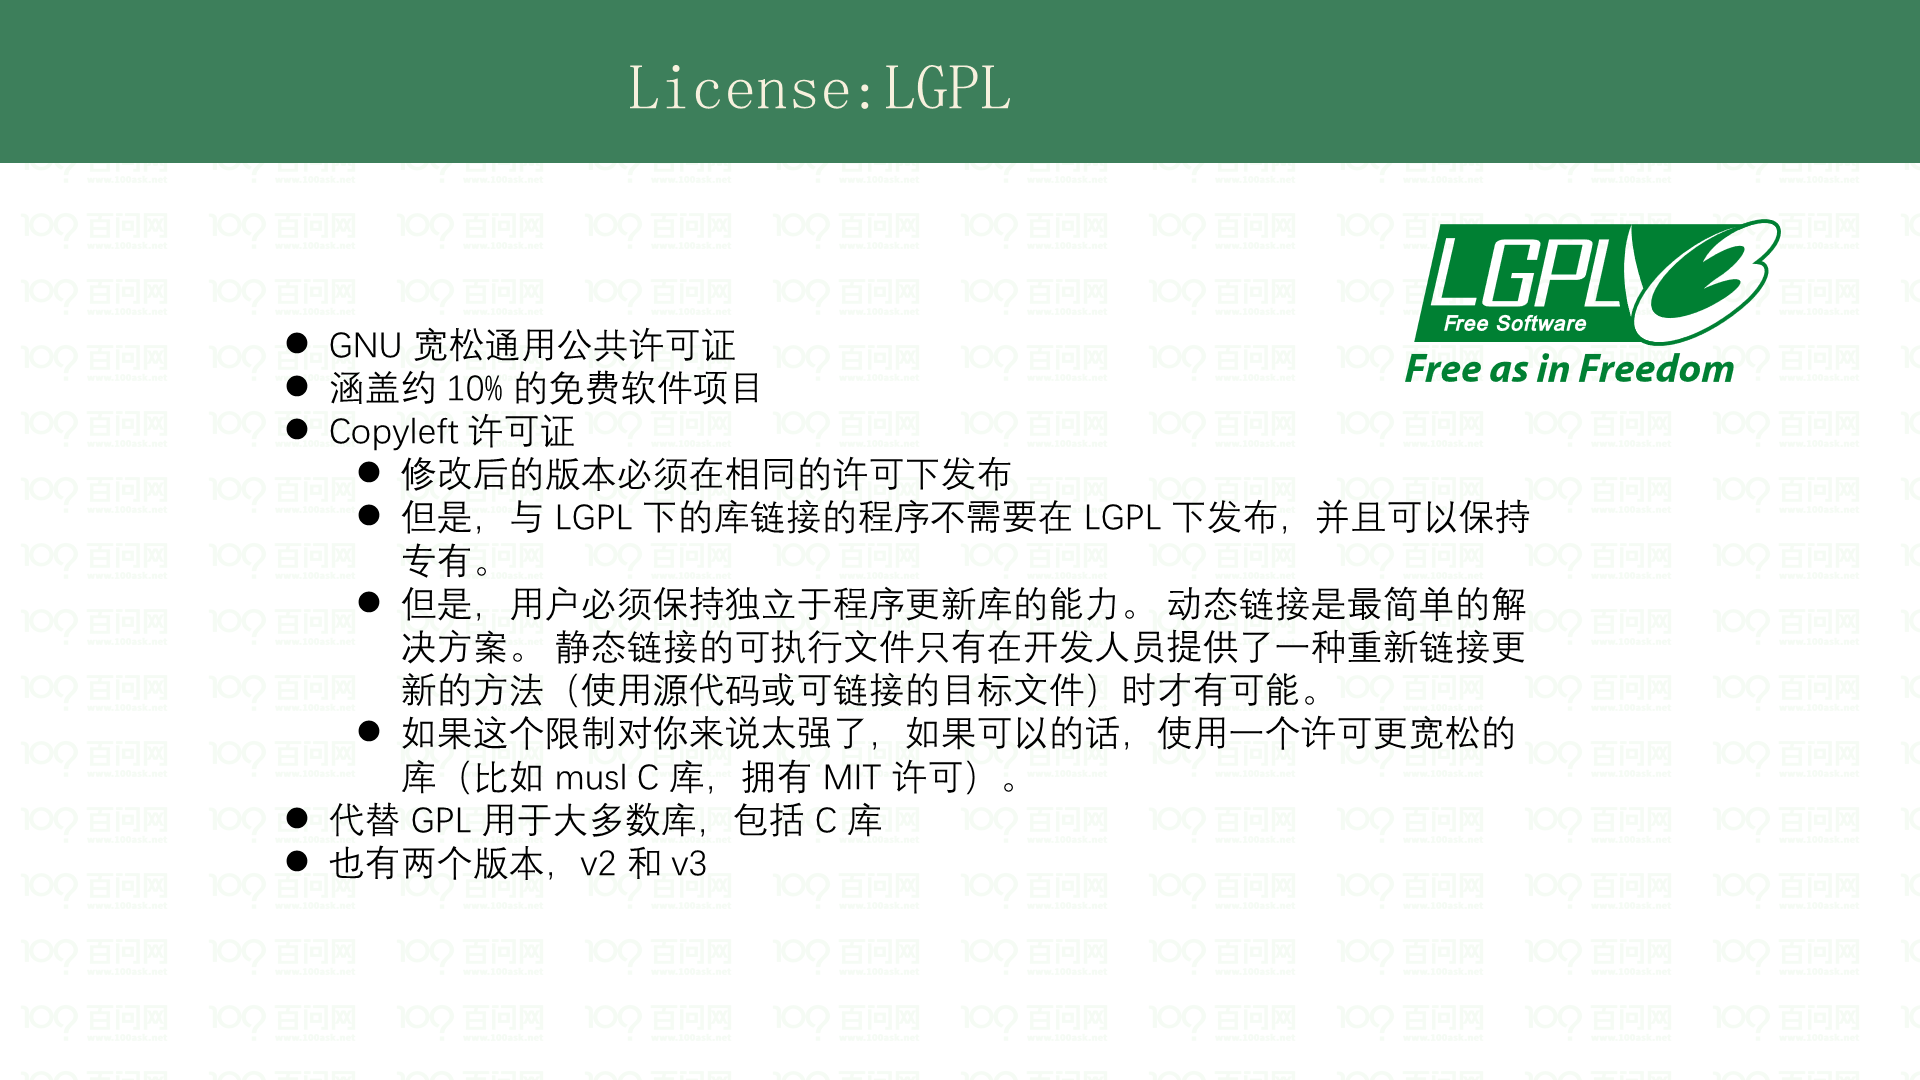 License:LGPL
LGPL3
Free Software
Free as in Freedom
● GNU 宽松通用公共许可证
● 涵盖约 10% 的免费软件项目
● Copyleft 许可证
● 修改后的版本必须在相同的许可下发布
● 但是，与 LGPL 下的库链接的程序不需要在 LGPL 下发布，并且可以保持
专有。
● 但是，用户必须保持独立于程序更新库的能力。 动态链接是最简单的解
决方案。 静态链接的可执行文件只有在开发人员提供了一种重新链接更
新的方法（使用源代码或可链接的目标文件）时才有可能。
● 如果这个限制对你来说太强了，如果可以的话，使用一个许可更宽松的
库（比如 musl C 库，拥有 MIT 许可）。
● 代替 GPL 用于大多数库，包括 C 库
● 也有两个版本，v2 和 v3
百问网
www.100ask.net